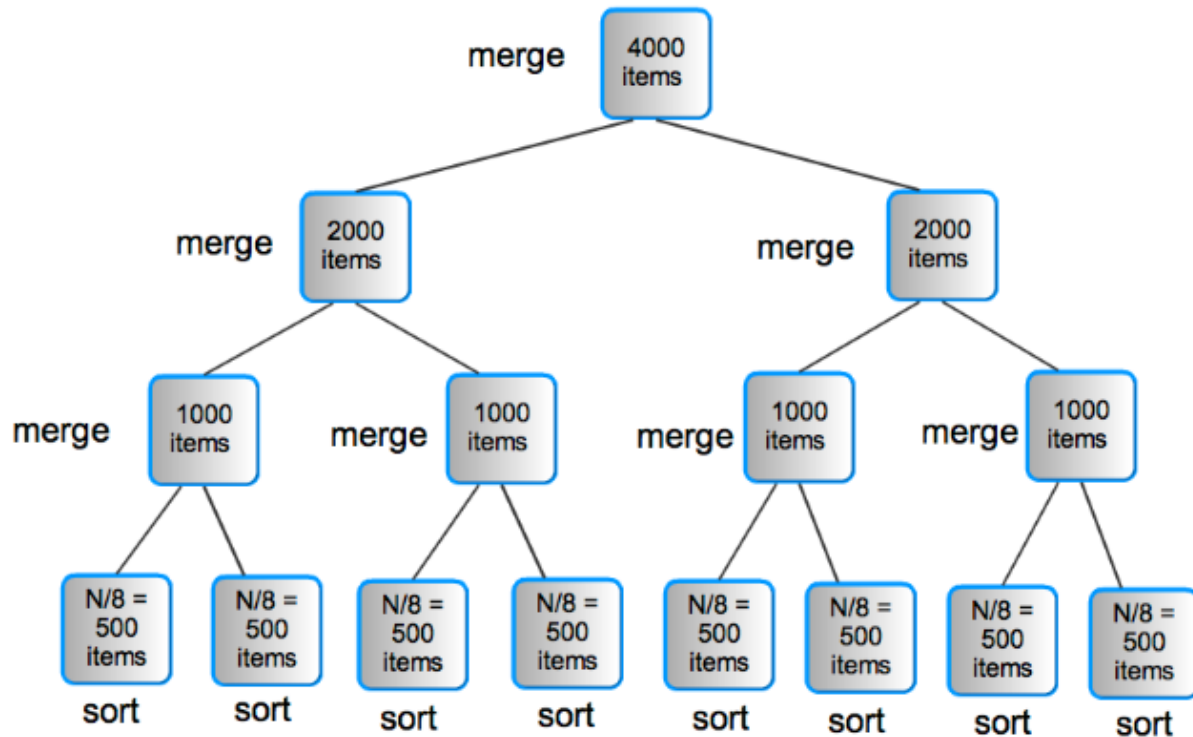 merge
4000
items
merge
2000
items
merge
2000
items
merge
1000
items
merge
1000
items
merge
1000
items
merge
1000
items
N/8 =
500
items
N/8 =
500
items
N/8 =
500
items
N/8 =
500
items
N/8 =
500
items
N/8 =
500
items
N/8 =
500
items
N/8 =
500
items
sort
sort
sort
sort
sort
sort
sort
sort